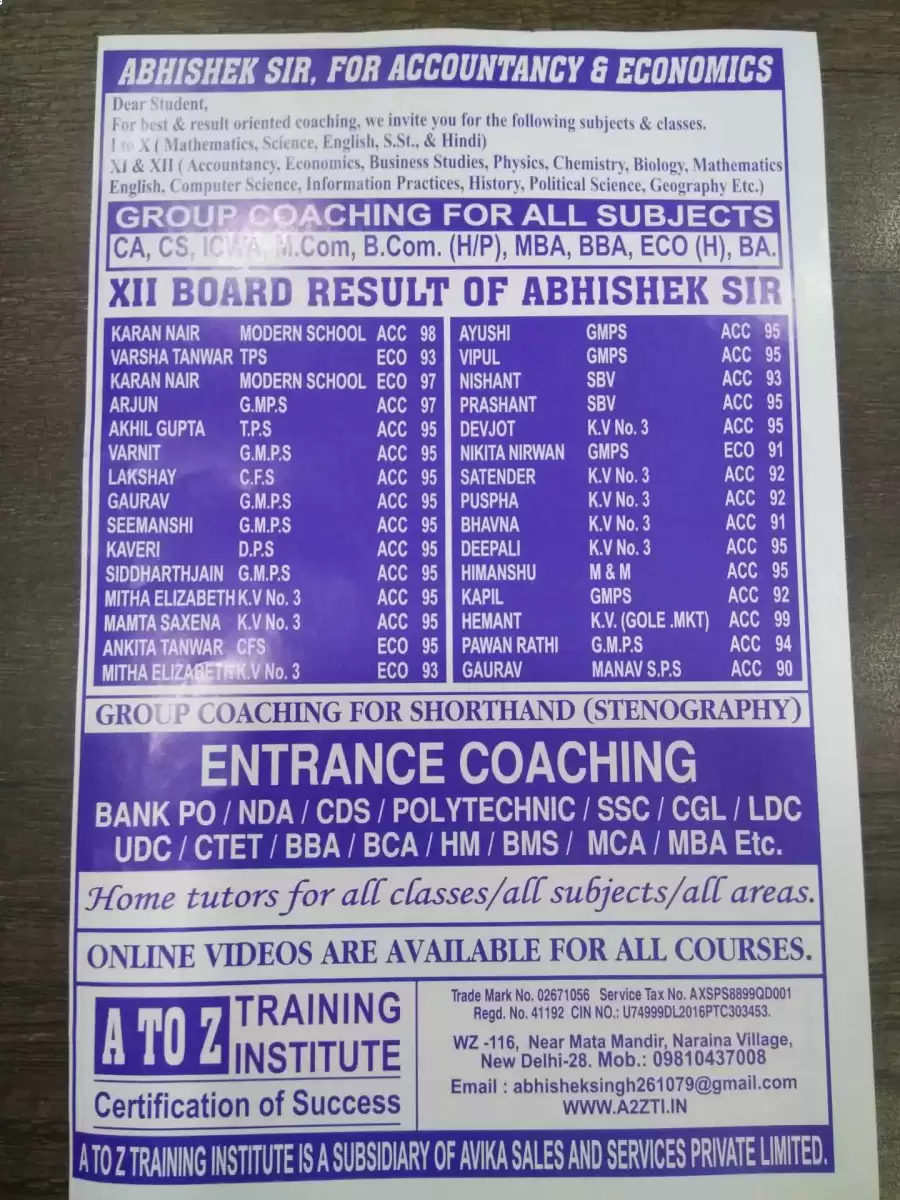 ABHISHEK SIR, FOR ACCOUNTANCY & ECONOMICS
Dear Student,
For best & result oriented coaching, we invite you for the following subjects & classes.
I to X ( Mathematics, Science, English, S.St., & Hindi)
XI & XII ( Accountancy, Economics, Business Studies, Physics, Chemistry, Biology, Mathematics
English, Computer Science, Information Practices, History, Political Science, Geography Etc.)
GROUP COACHING FOR ALL SUBJECTS
CA, CS, ICWA, M.Com, B.Com. (H/P), MBA, BBA, ECO (H), BA.
XII BOARD RESULT OF ABHISHEK SIR
KARAN NAIR MODERN SCHOOL ACC 98
VARSHA TANWAR TPS ECO 93
KARAN NAIR MODERN SCHOOL ECO 97
ARJUN G.MP.S ACC 97
AKHIL GUPTA T.P.S ACC 95
VARNIT G.M.P.S ACC 95
LAKSHAY C.F.S ACC 95
GAURAV G.M.P.S ACC 95
SEEMANSHI G.M.P.S ACC 95
KAVERI D.P.S ACC 95
SIDDHARTHJAIN G.M.P.S ACC 95
MITHA ELIZABETH K.V No. 3 ACC 95
MAMTA SAXENA K.V No. 3 ACC 95
ANKITA TANWAR CFS ECO 95
MITHA ELIZABETH K.V No. 3 ECO 93
AYUSHI GMPS ACC 95
VIPUL GMPS ACC 95
NISHANT SBV ACC 93
PRASHANT SBV ACC 95
DEVJOT K.V No. 3 ACC 95
NIKITA NIRWAN GMPS ECO 91
SATENDER K.V No. 3 ACC 92
PUSPHA K.V No. 3 ACC 92
BHAVNA K.V No. 3 ACC 91
DEEPALI K.V No. 3 ACC 95
HIMANSHU M & M ACC 95
KAPIL GMPS ACC 92
HEMANT K.V. (GOLE .MKT) ACC 99
PAWAN RATHI G.M.P.S ACC 94
GAURAV MANAV S.P.S ACC 90
GROUP COACHING FOR SHORTHAND (STENOGRAPHY)
ENTRANCE COACHING
BANK PO / NDA / CDS / POLYTECHNIC / SSC / CGL / LDC
UDC / CTET / BBA / BCA / HM / BMS / MCA / MBA Etc.
Home tutors for all classes/all subjects/all areas.
ONLINE VIDEOS ARE AVAILABLE FOR ALL COURSES.
A TO Z TRAINING
INSTITUTE
Certification of Success
Trade Mark No. 02671056 Service Tax No. AXSPS8899QD001
Regd. No. 41192 CIN NO.: U74999DL2016PTC303453.
WZ -116, Near Mata Mandir, Naraina Village,
New Delhi-28. Mob.: 09810437008
Email : abhisheksingh261079@gmail.com
WWW.A2ZTI.IN
A TO Z TRAINING INSTITUTE IS A SUBSIDIARY OF AVIKA SALES AND SERVICES PRIVATE LIMITED.